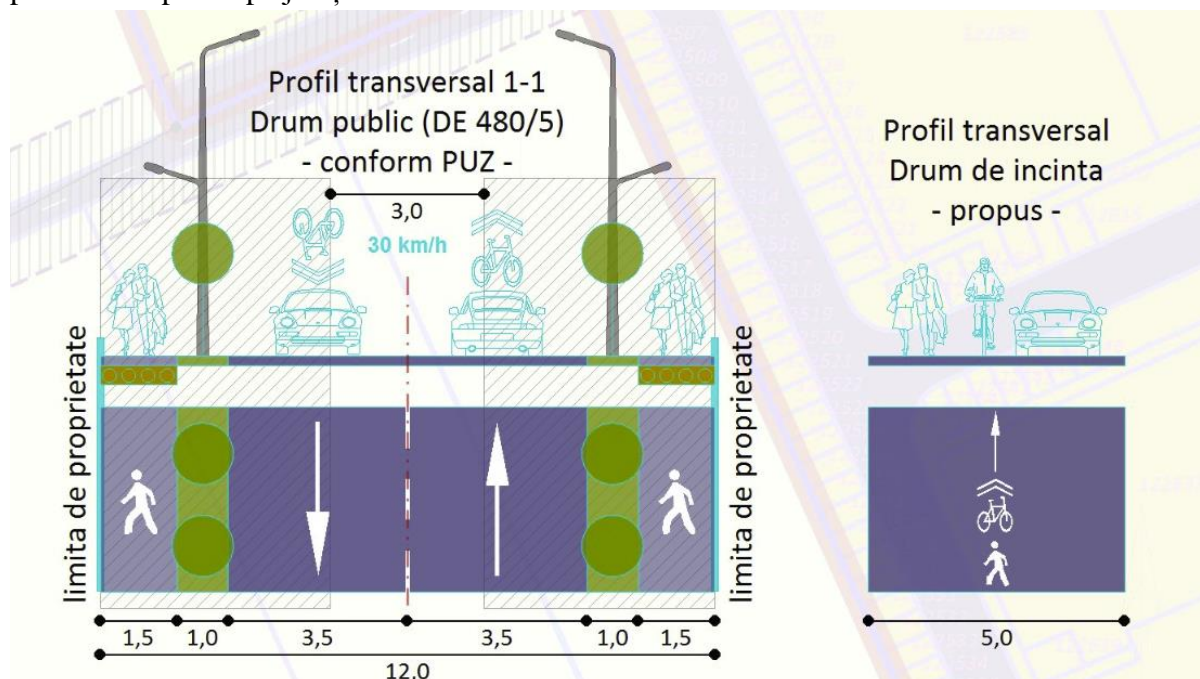 Profil transversal 1-1
Drum public (DE 480/5)
- conform PUZ -
3,0
30 km/h
limita de proprietate
limita de proprietate
1,5 1,0 3,5 3,5 1,0 1,5
12,0
Profil transversal
Drum de incinta
- propus -
5,0